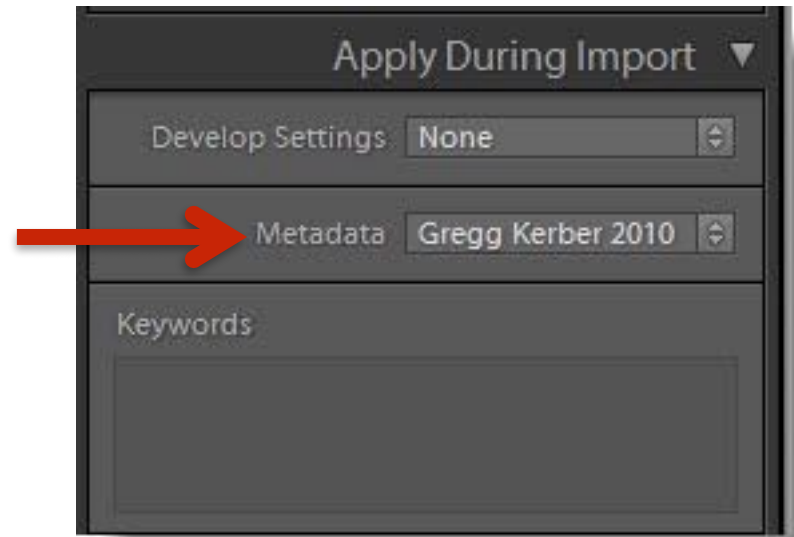 Apply During Import
Develop Settings None
Metadata Gregg Kerber 2010
Keywords